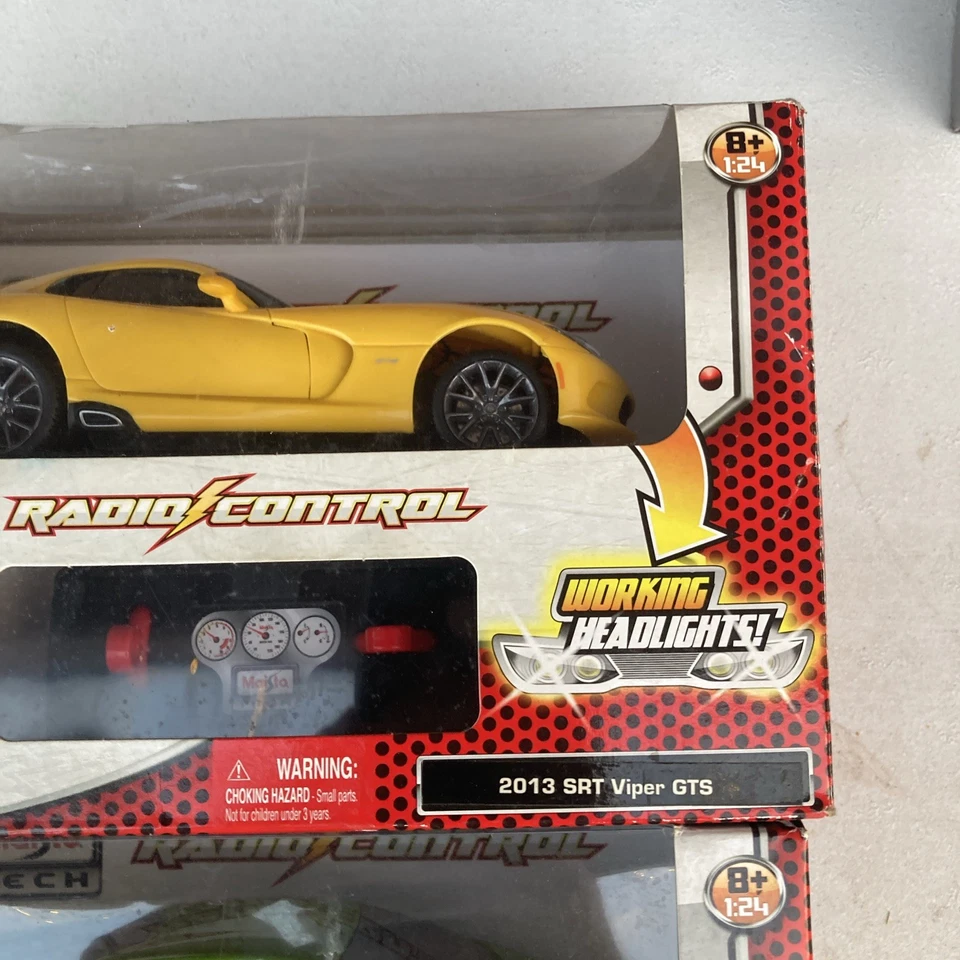 8+
1:24
RADIO CONTROL
WORKING
HEADLIGHTS!
Maisto
WARNING:
CHOKING HAZARD - Small parts.
Not for children under 3 years.
2013 SRT Viper GTS
RADIO CONTROL
ECH
8+
1:24